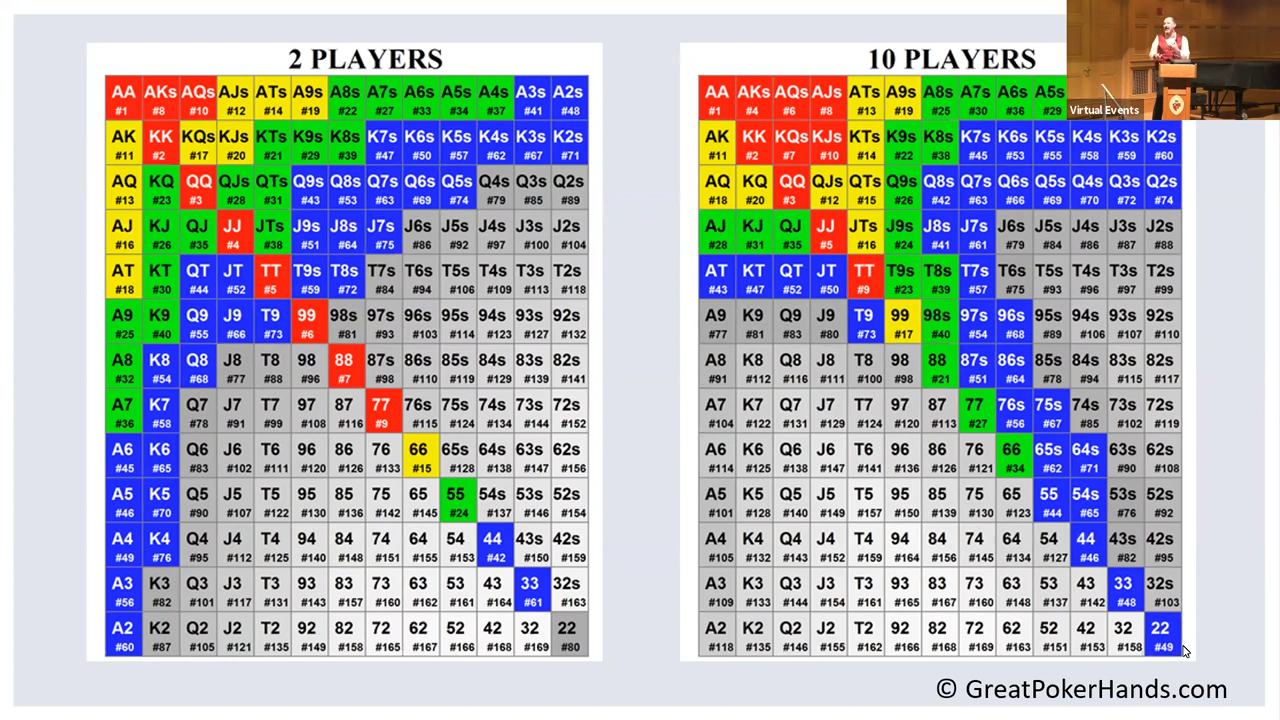 2 PLAYERS
AA AKs AQs AJs ATs A9s A8s A7s A6s A5s A4s A3s A2s
#1 #8 #10 #12 #14 #19 #22 #27 #33 #34 #37 #41 #48
AK KK KQs KJs KTs K9s K8s K7s K6s K5s K4s K3s K2s
#11 #2 #17 #20 #21 #29 #39 #47 #50 #57 #62 #67 #71
AQ KQ QQ QJs QTs Q9s Q8s Q7s Q6s Q5s Q4s Q3s Q2s
#13 #23 #3 #28 #31 #43 #53 #63 #69 #74 #79 #85 #89
AJ KJ QJ JJ JTs J9s J8s J7s J6s J5s J4s J3s J2s
#16 #26 #35 #4 #38 #51 #64 #75 #86 #92 #97 #100 #104
AT KT QT JT TT T9s T8s T7s T6s T5s T4s T3s T2s
#18 #30 #44 #52 #5 #59 #72 #84 #94 #106 #109 #113 #118
A9 K9 Q9 J9 T9 99 98s 97s 96s 95s 94s 93s 92s
#25 #40 #55 #66 #73 #6 #81 #93 #103 #114 #123 #127 #132
A8 K8 Q8 J8 T8 98 88 87s 86s 85s 84s 83s 82s
#32 #54 #68 #77 #88 #96 #7 #98 #110 #119 #129 #139 #141
A7 K7 Q7 J7 T7 97 87 77 76s 75s 74s 73s 72s
#36 #58 #78 #91 #99 #108 #116 #9 #115 #124 #134 #144 #152
A6 K6 Q6 J6 T6 96 86 76 66 65s 64s 63s 62s
#45 #65 #83 #102 #111 #120 #126 #133 #15 #128 #138 #147 #156
A5 K5 Q5 J5 T5 95 85 75 65 55 54s 53s 52s
#46 #70 #90 #107 #122 #130 #136 #142 #145 #24 #137 #146 #154
A4 K4 Q4 J4 T4 94 84 74 64 54 44 43s 42s
#49 #76 #95 #112 #125 #140 #148 #151 #155 #153 #42 #150 #159
A3 K3 Q3 J3 T3 93 83 73 63 53 43 33 32s
#56 #82 #101 #117 #131 #143 #157 #160 #162 #161 #164 #61 #163
A2 K2 Q2 J2 T2 92 82 72 62 52 42 32 22
#60 #87 #105 #121 #135 #149 #158 #165 #167 #166 #168 #169 #80
10 PLAYERS
AA AKs AQs AJs ATs A9s A8s A7s A6s A5s
#1 #4 #6 #8 #13 #19 #25 #30 #36 #29
AK KK KQs KJs KTs K9s K8s K7s K6s K5s K4s K3s K2s
#11 #2 #7 #10 #14 #22 #38 #45 #53 #55 #58 #59 #60
AQ KQ QQ QJs QTs Q9s Q8s Q7s Q6s Q5s Q4s Q3s Q2s
#18 #20 #3 #12 #15 #26 #42 #63 #66 #69 #70 #72 #74
AJ KJ QJ JJ JTs J9s J8s J7s J6s J5s J4s J3s J2s
#28 #31 #35 #5 #16 #24 #41 #61 #79 #84 #86 #87 #88
AT KT QT JT TT T9s T8s T7s T6s T5s T4s T3s T2s
#43 #47 #52 #50 #9 #23 #39 #57 #75 #93 #96 #97 #99
A9 K9 Q9 J9 T9 99 98s 97s 96s 95s 94s 93s 92s
#77 #81 #83 #80 #73 #17 #40 #54 #68 #89 #106 #107 #110
A8 K8 Q8 J8 T8 98 88 87s 86s 85s 84s 83s 82s
#91 #112 #116 #111 #100 #98 #21 #51 #64 #78 #94 #115 #117
A7 K7 Q7 J7 T7 97 87 77 76s 75s 74s 73s 72s
#104 #122 #131 #129 #124 #120 #113 #27 #56 #67 #85 #102 #119
A6 K6 Q6 J6 T6 96 86 76 66 65s 64s 63s 62s
#114 #125 #138 #147 #141 #136 #126 #121 #34 #62 #71 #90 #108
A5 K5 Q5 J5 T5 95 85 75 65 55 54s 53s 52s
#101 #128 #140 #149 #157 #150 #139 #130 #123 #44 #65 #76 #92
A4 K4 Q4 J4 T4 94 84 74 64 54 44 43s 42s
#105 #132 #143 #152 #159 #164 #156 #145 #134 #127 #46 #82 #95
A3 K3 Q3 J3 T3 93 83 73 63 53 43 33 32s
#109 #133 #144 #154 #161 #165 #167 #160 #148 #137 #142 #48 #103
A2 K2 Q2 J2 T2 92 82 72 62 52 42 32 22
#118 #135 #146 #155 #162 #166 #168 #169 #163 #151 #153 #158 #49
Virtual Events
© GreatPokerHands.com